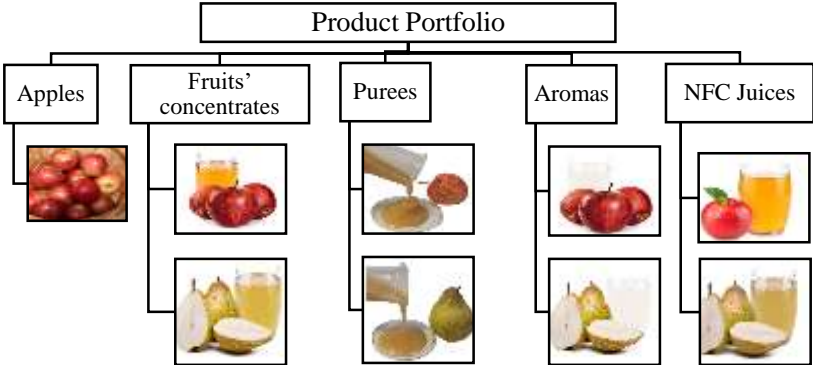 Product Portfolio
Apples
Fruits’
concentrates
Purees
Aromas
NFC Juices